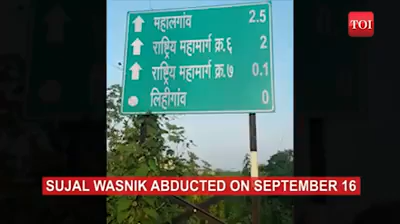 TOI
महालगांव 2.5
राष्ट्रिय महामार्ग क्र.६ 2
राष्ट्रिय महामार्ग क्र.७ 0.1
लिहीगांव 0
SUJAL WASNIK ABDUCTED ON SEPTEMBER 16